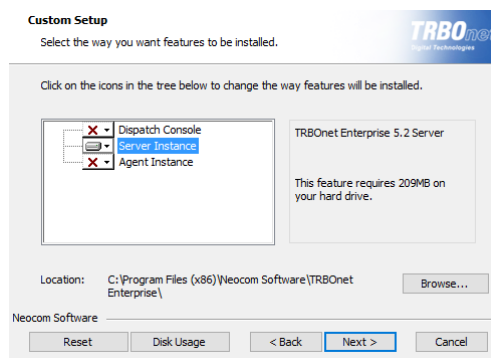 Custom Setup
Select the way you want features to be installed.
TRBOnet
Digital Technologies
Click on the icons in the tree below to change the way features will be installed.
Dispatch Console
Server Instance
Agent Instance
TRBOnet Enterprise 5.2 Server
This feature requires 209MB on
your hard drive.
Location:
C:\Program Files (x86)\Neocom Software\TRBOnet
Enterprise\
Browse...
Neocom Software
Reset
Disk Usage
< Back
Next >
Cancel